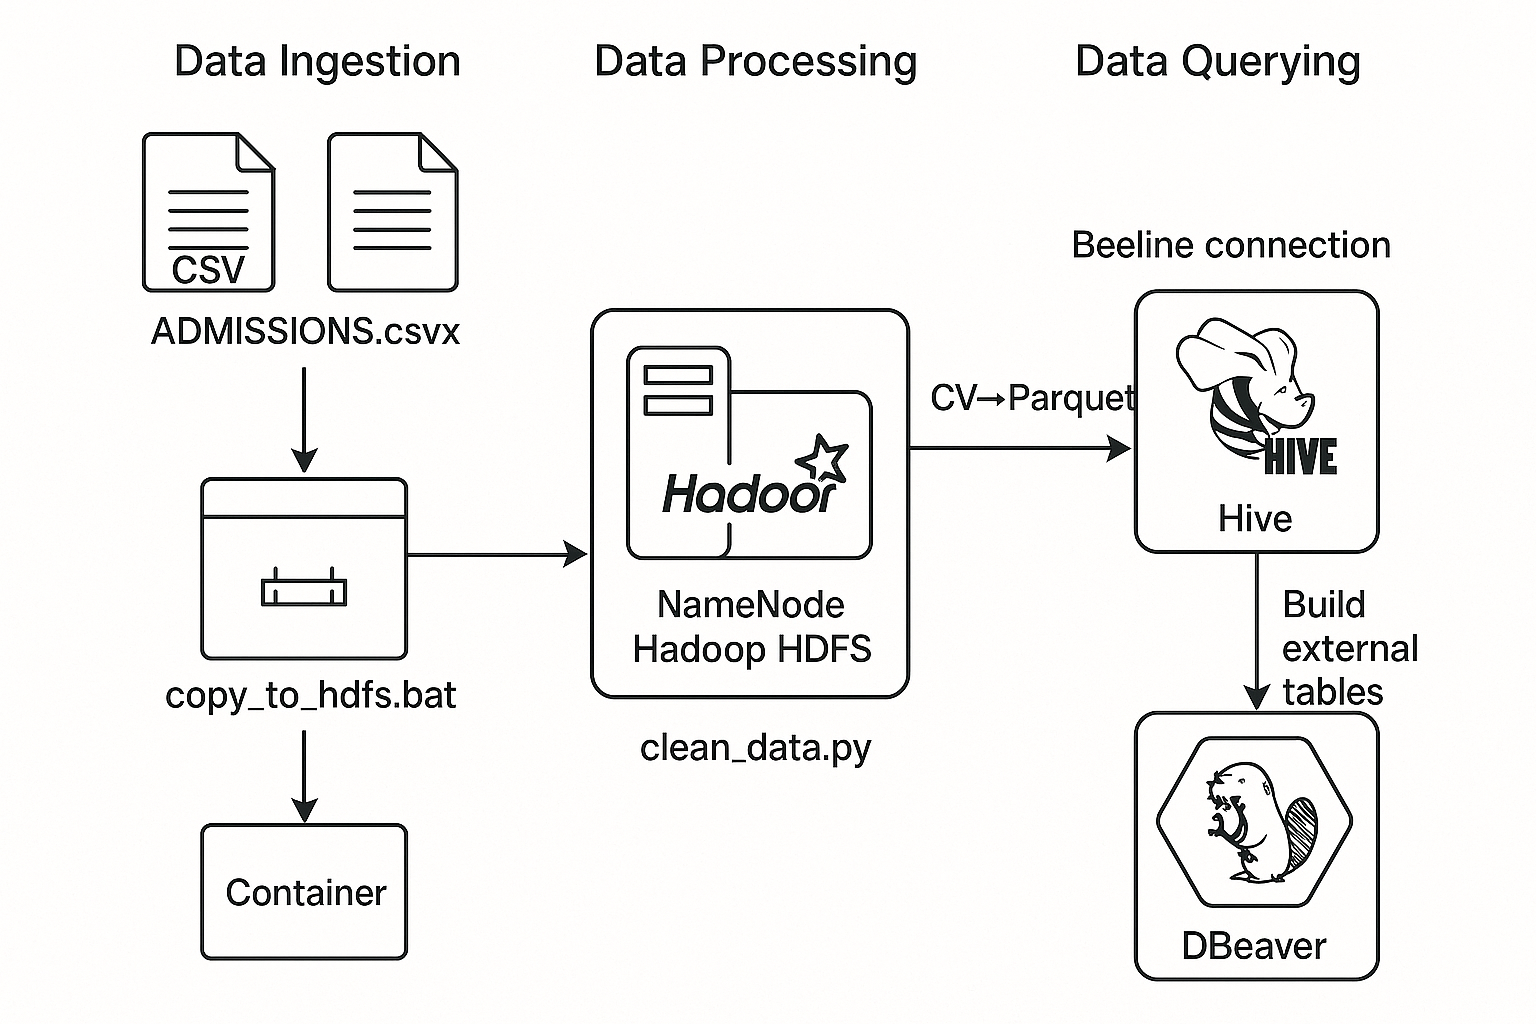 Data Ingestion
Data Processing
Data Querying
CSV
ADMISSIONS.csvx
copy_to_hdfs.bat
Container
Hadoor
NameNode
Hadoop HDFS
clean_data.py
CV→Parquet
Beeline connection
HIVE
Hive
Build
external
tables
DBeaver